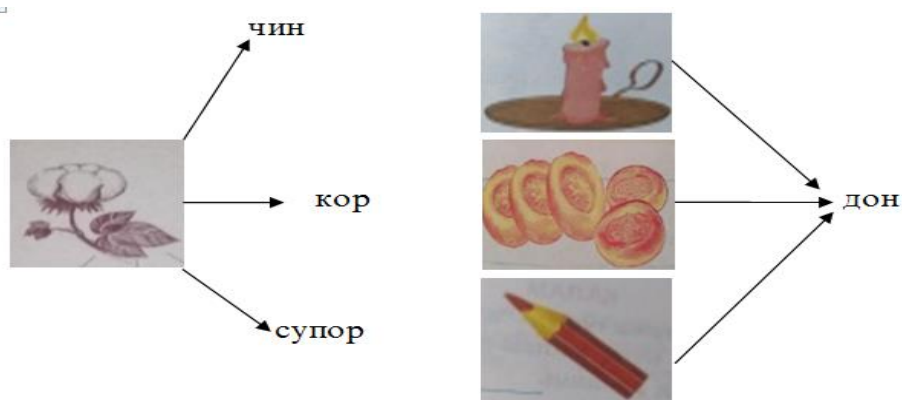 чин
кор
супор
дон